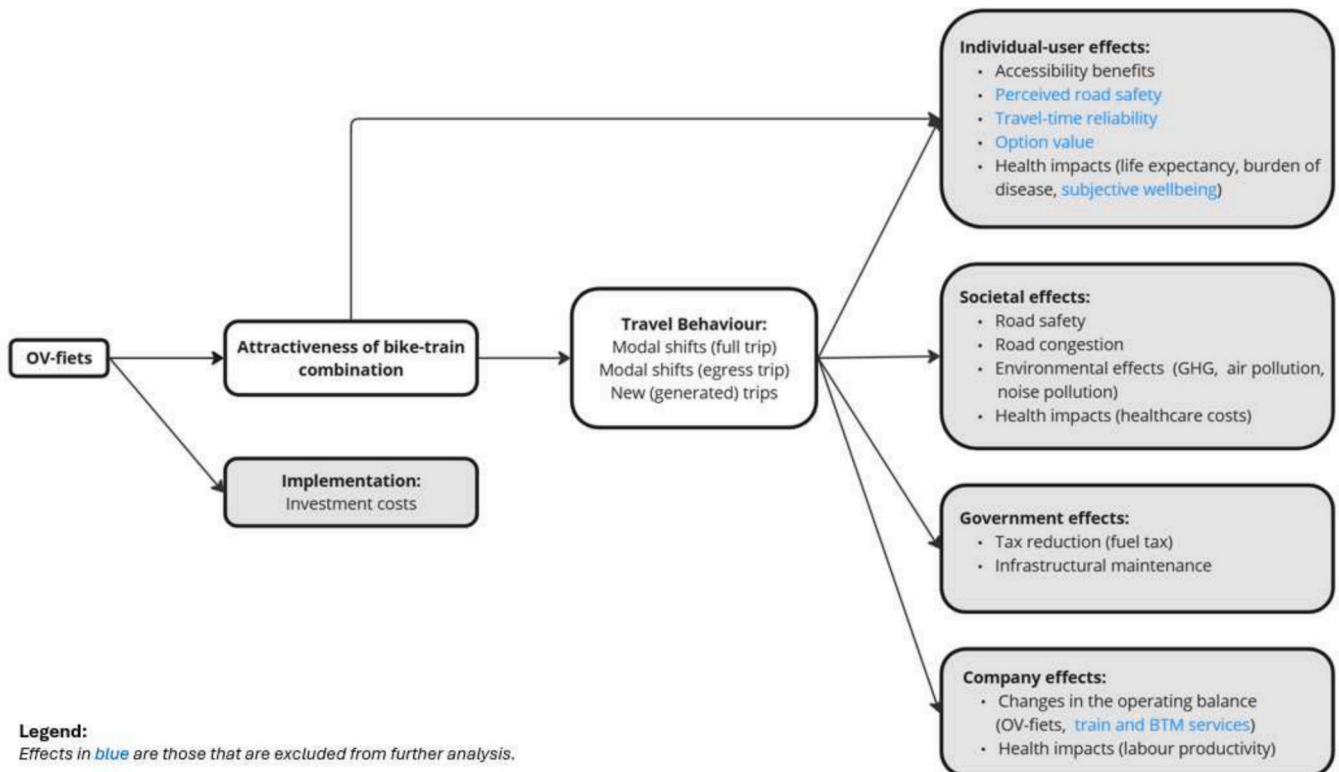 OV-fiets
Attractiveness of bike-train
combination
Implementation:
Investment costs
Travel Behaviour:
Modal shifts (full trip)
Modal shifts (egress trip)
New (generated) trips
Individual-user effects:
• Accessibility benefits
• Perceived road safety
• Travel-time reliability
• Option value
• Health impacts (life expectancy, burden of
disease, subjective wellbeing)
Societal effects:
• Road safety
• Road congestion
• Environmental effects (GHG, air pollution,
noise pollution)
• Health impacts (healthcare costs)
Government effects:
• Tax reduction (fuel tax)
• Infrastructural maintenance
Company effects:
• Changes in the operating balance
(OV-fiets, train and BTM services)
• Health impacts (labour productivity)
Legend:
Effects in blue are those that are excluded from further analysis.